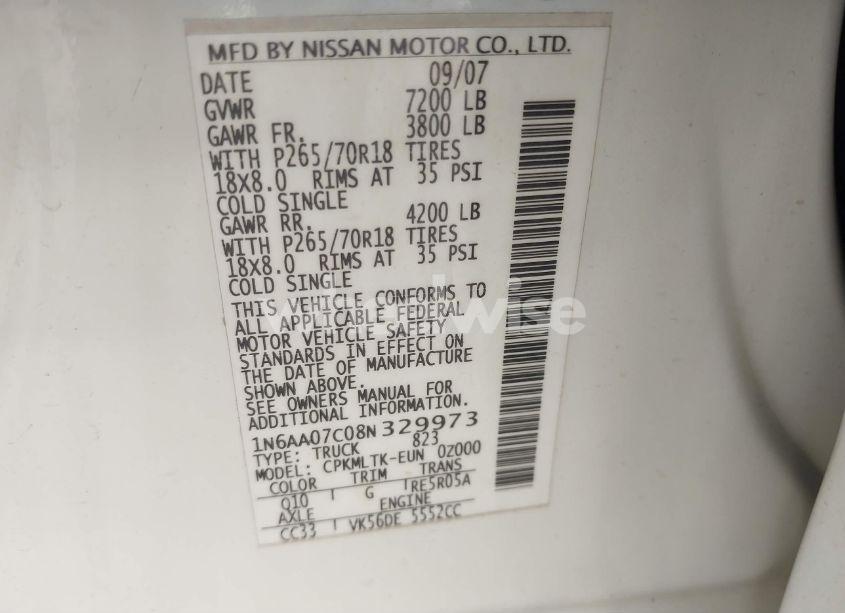 MFD BY NISSAN MOTOR CO., LTD.
DATE 09/07
GVWR 7200 LB
GAWR FR. 3800 LB
WITH P265/70R18 TIRES
18X8.0 RIMS AT 35 PSI
COLD SINGLE
GAWR RR. 4200 LB
WITH P265/70R18 TIRES
18X8.0 RIMS AT 35 PSI
COLD SINGLE
THIS VEHICLE CONFORMS TO
ALL APPLICABLE FEDERAL
MOTOR VEHICLE SAFETY
STANDARDS IN EFFECT ON
THE DATE OF MANUFACTURE
SHOWN ABOVE.
SEE OWNERS MANUAL FOR
ADDITIONAL INFORMATION.
1N6AA07C08N329973
TYPE: TRUCK 823
MODEL: CPKMLTK-EUN 0Z000
COLOR TRIM TRANS
Q10 G RE5R05A
AXLE ENGINE
CC33 VK56DE 5552CC